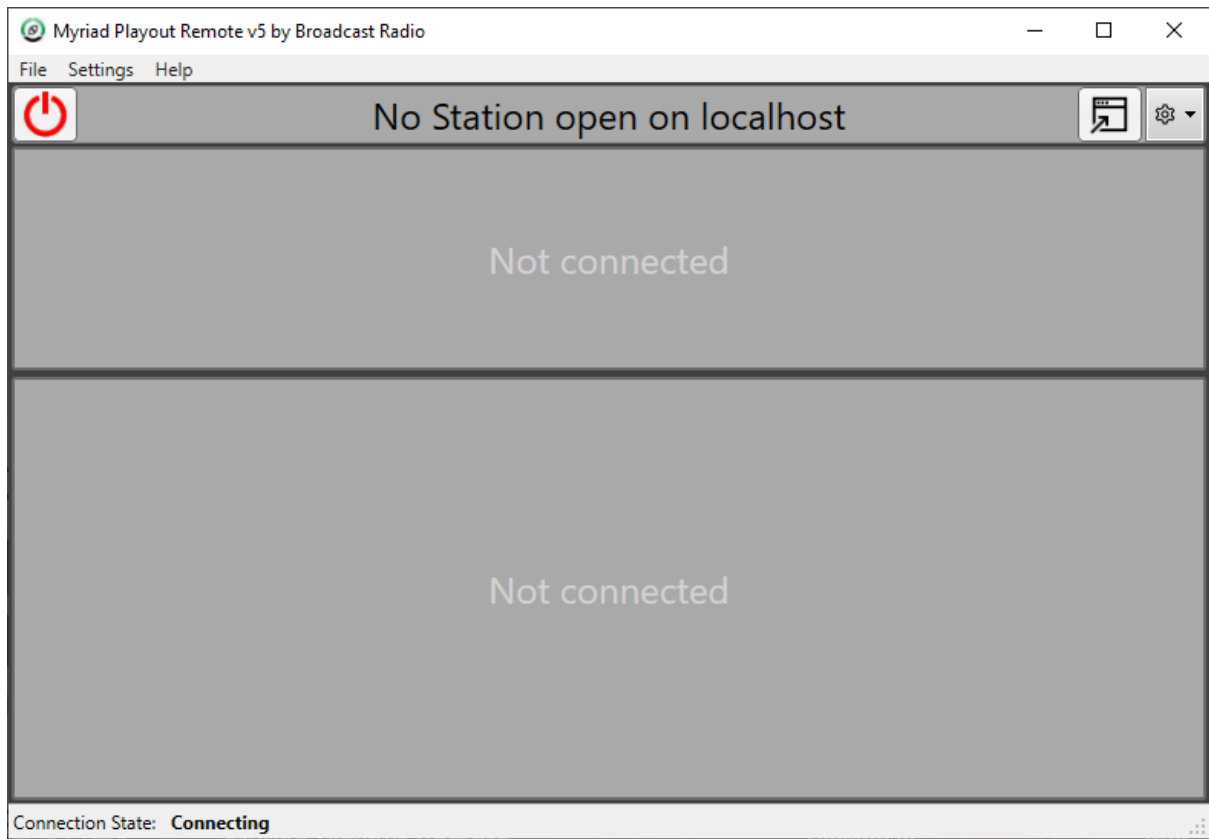 Myriad Playout Remote v5 by Broadcast Radio
File Settings Help
No Station open on localhost
Not connected
Not connected
Connection State: Connecting